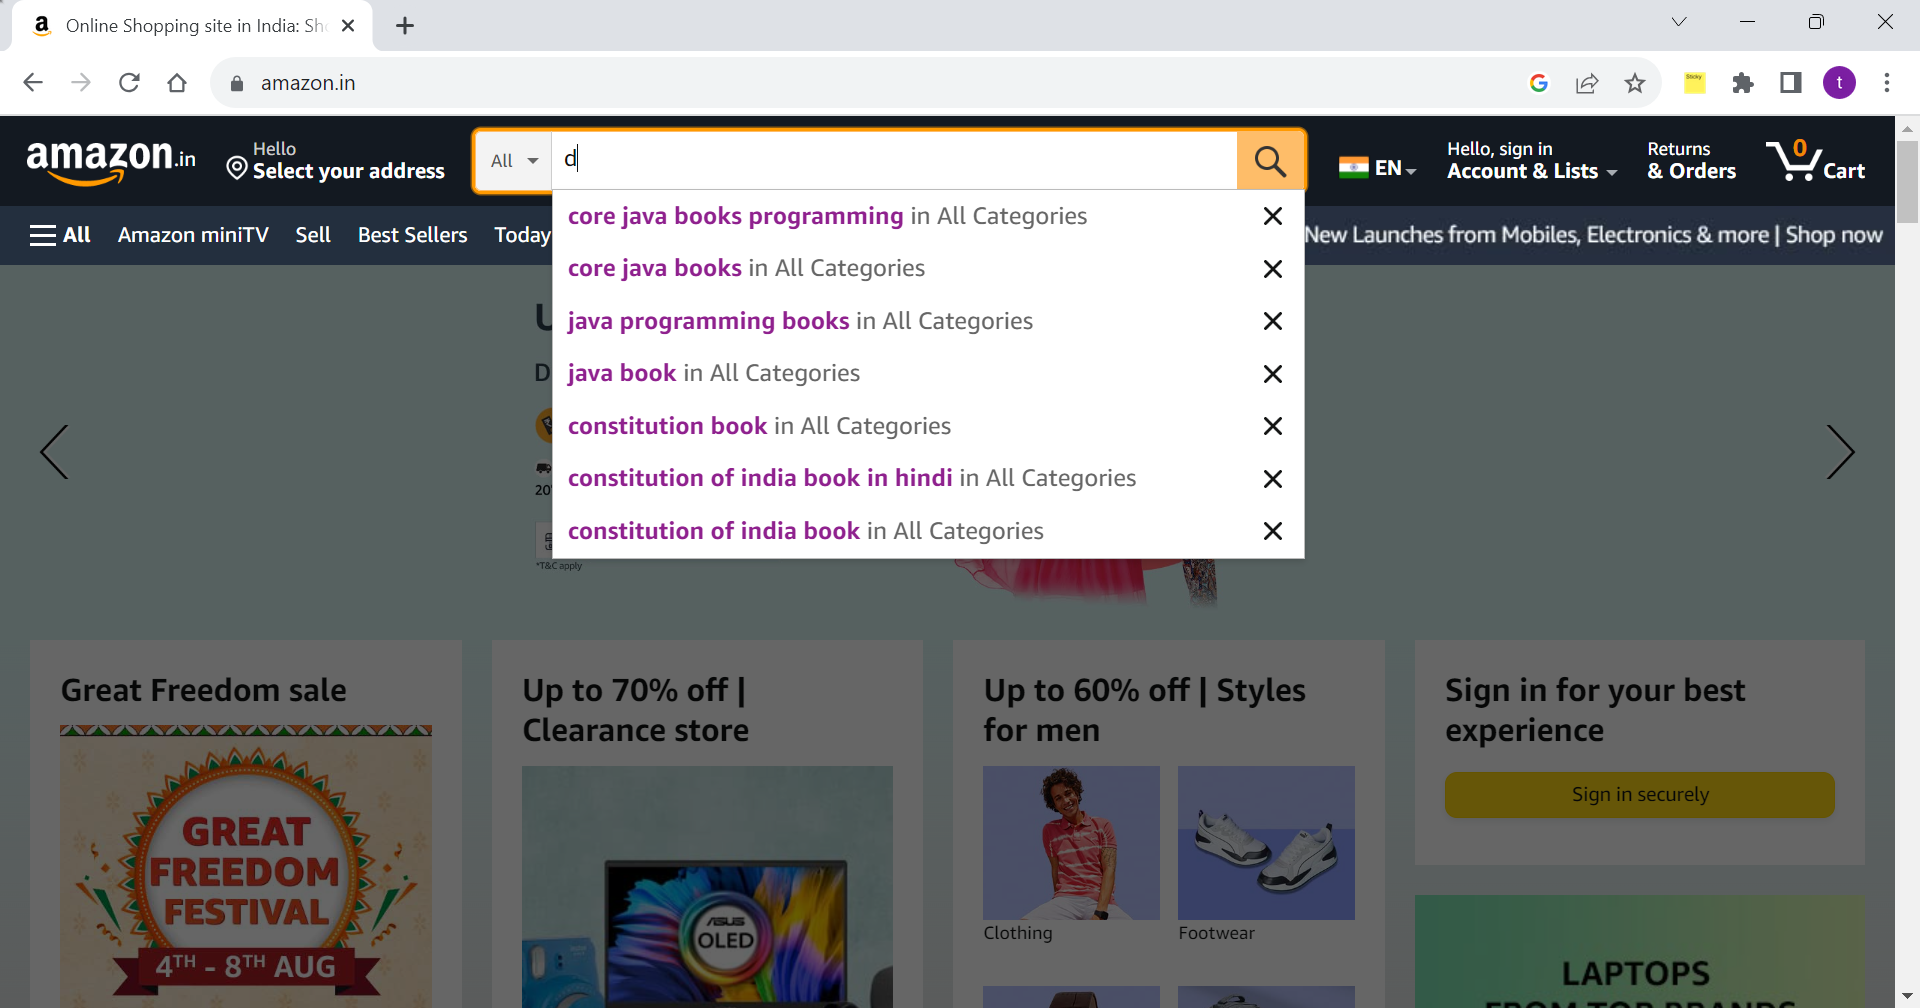 Online Shopping site in India: Sh
amazon.in
Sticky
t
amazon.in
Hello
Select your address
All
d
EN
Hello, sign in
Account & Lists
Returns
& Orders
0
Cart
All
Amazon miniTV
Sell
Best Sellers
Today
New Launches from Mobiles, Electronics & more | Shop now
core java books programming in All Categories
core java books in All Categories
java programming books in All Categories
java book in All Categories
constitution book in All Categories
constitution of india book in hindi in All Categories
constitution of india book in All Categories
U
D
20
*T&C apply
Great Freedom sale
GREAT
FREEDOM
FESTIVAL
4TH - 8TH AUG
Up to 70% off |
Clearance store
ASUS
OLED
Up to 60% off | Styles
for men
Clothing
Footwear
Sign in for your best
experience
Sign in securely
LAPTOPS
FROM TOP BRANDS